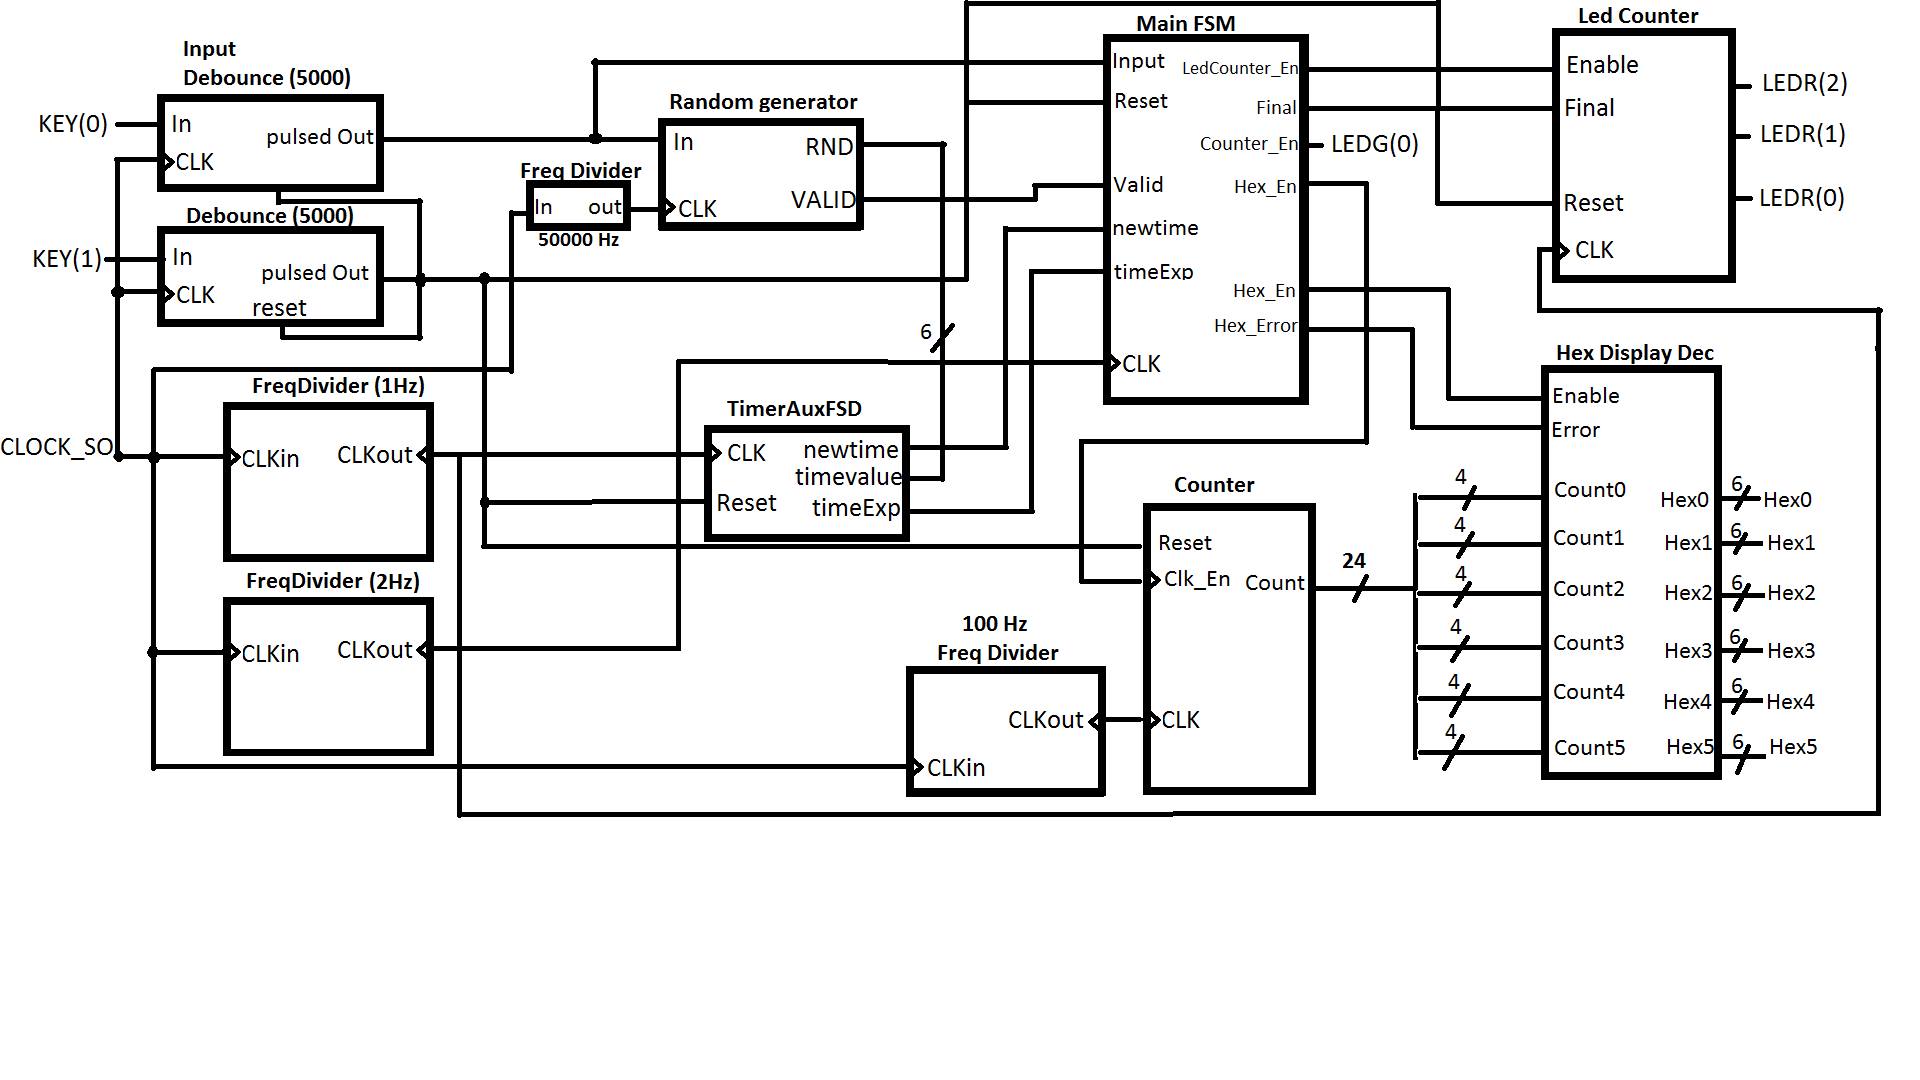 Input
Debounce (5000)
KEY(0)
In
pulsed Out
CLK
Debounce (5000)
KEY(1)
In
pulsed Out
CLK
reset
Freq Divider
In out
50000 Hz
Random generator
In
RND
VALID
CLK
6
CLOCK_SO
FreqDivider (1Hz)
CLKin
CLKout
FreqDivider (2Hz)
CLKin
CLKout
TimerAuxFSD
CLK
Reset
newtime
timevalue
timeExp
Main FSM
Input
Reset
Valid
newtime
timeExp
CLK
LedCounter_En
Final
Counter_En
LEDG(0)
Hex_En
Hex_En
Hex_Error
Led Counter
Enable
Final
Reset
CLK
LEDR(2)
LEDR(1)
LEDR(0)
100 Hz
Freq Divider
CLKout
CLKin
Counter
Reset
Clk_En
Count
CLK
24
Hex Display Dec
Enable
Error
4 Count0 Hex0 6 Hex0
4 Count1 Hex1 6 Hex1
4 Count2 Hex2 6 Hex2
4 Count3 Hex3 6 Hex3
4 Count4 Hex4 6 Hex4
4 Count5 Hex5 6 Hex5